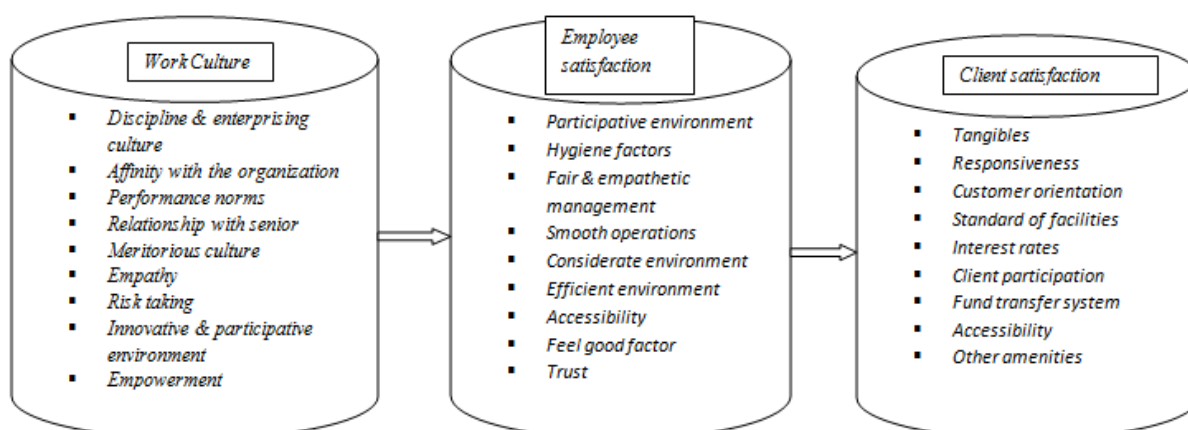 Work Culture
▪ Discipline & enterprising
culture
▪ Affinity with the organization
▪ Performance norms
▪ Relationship with senior
▪ Meritorious culture
▪ Empathy
▪ Risk taking
▪ Innovative & participative
environment
▪ Empowerment
Employee
satisfaction
▪ Participative environment
▪ Hygiene factors
▪ Fair & empathetic
management
▪ Smooth operations
▪ Considerate environment
▪ Efficient environment
▪ Accessibility
▪ Feel good factor
▪ Trust
Client satisfaction
▪ Tangibles
▪ Responsiveness
▪ Customer orientation
▪ Standard of facilities
▪ Interest rates
▪ Client participation
▪ Fund transfer system
▪ Accessibility
▪ Other amenities